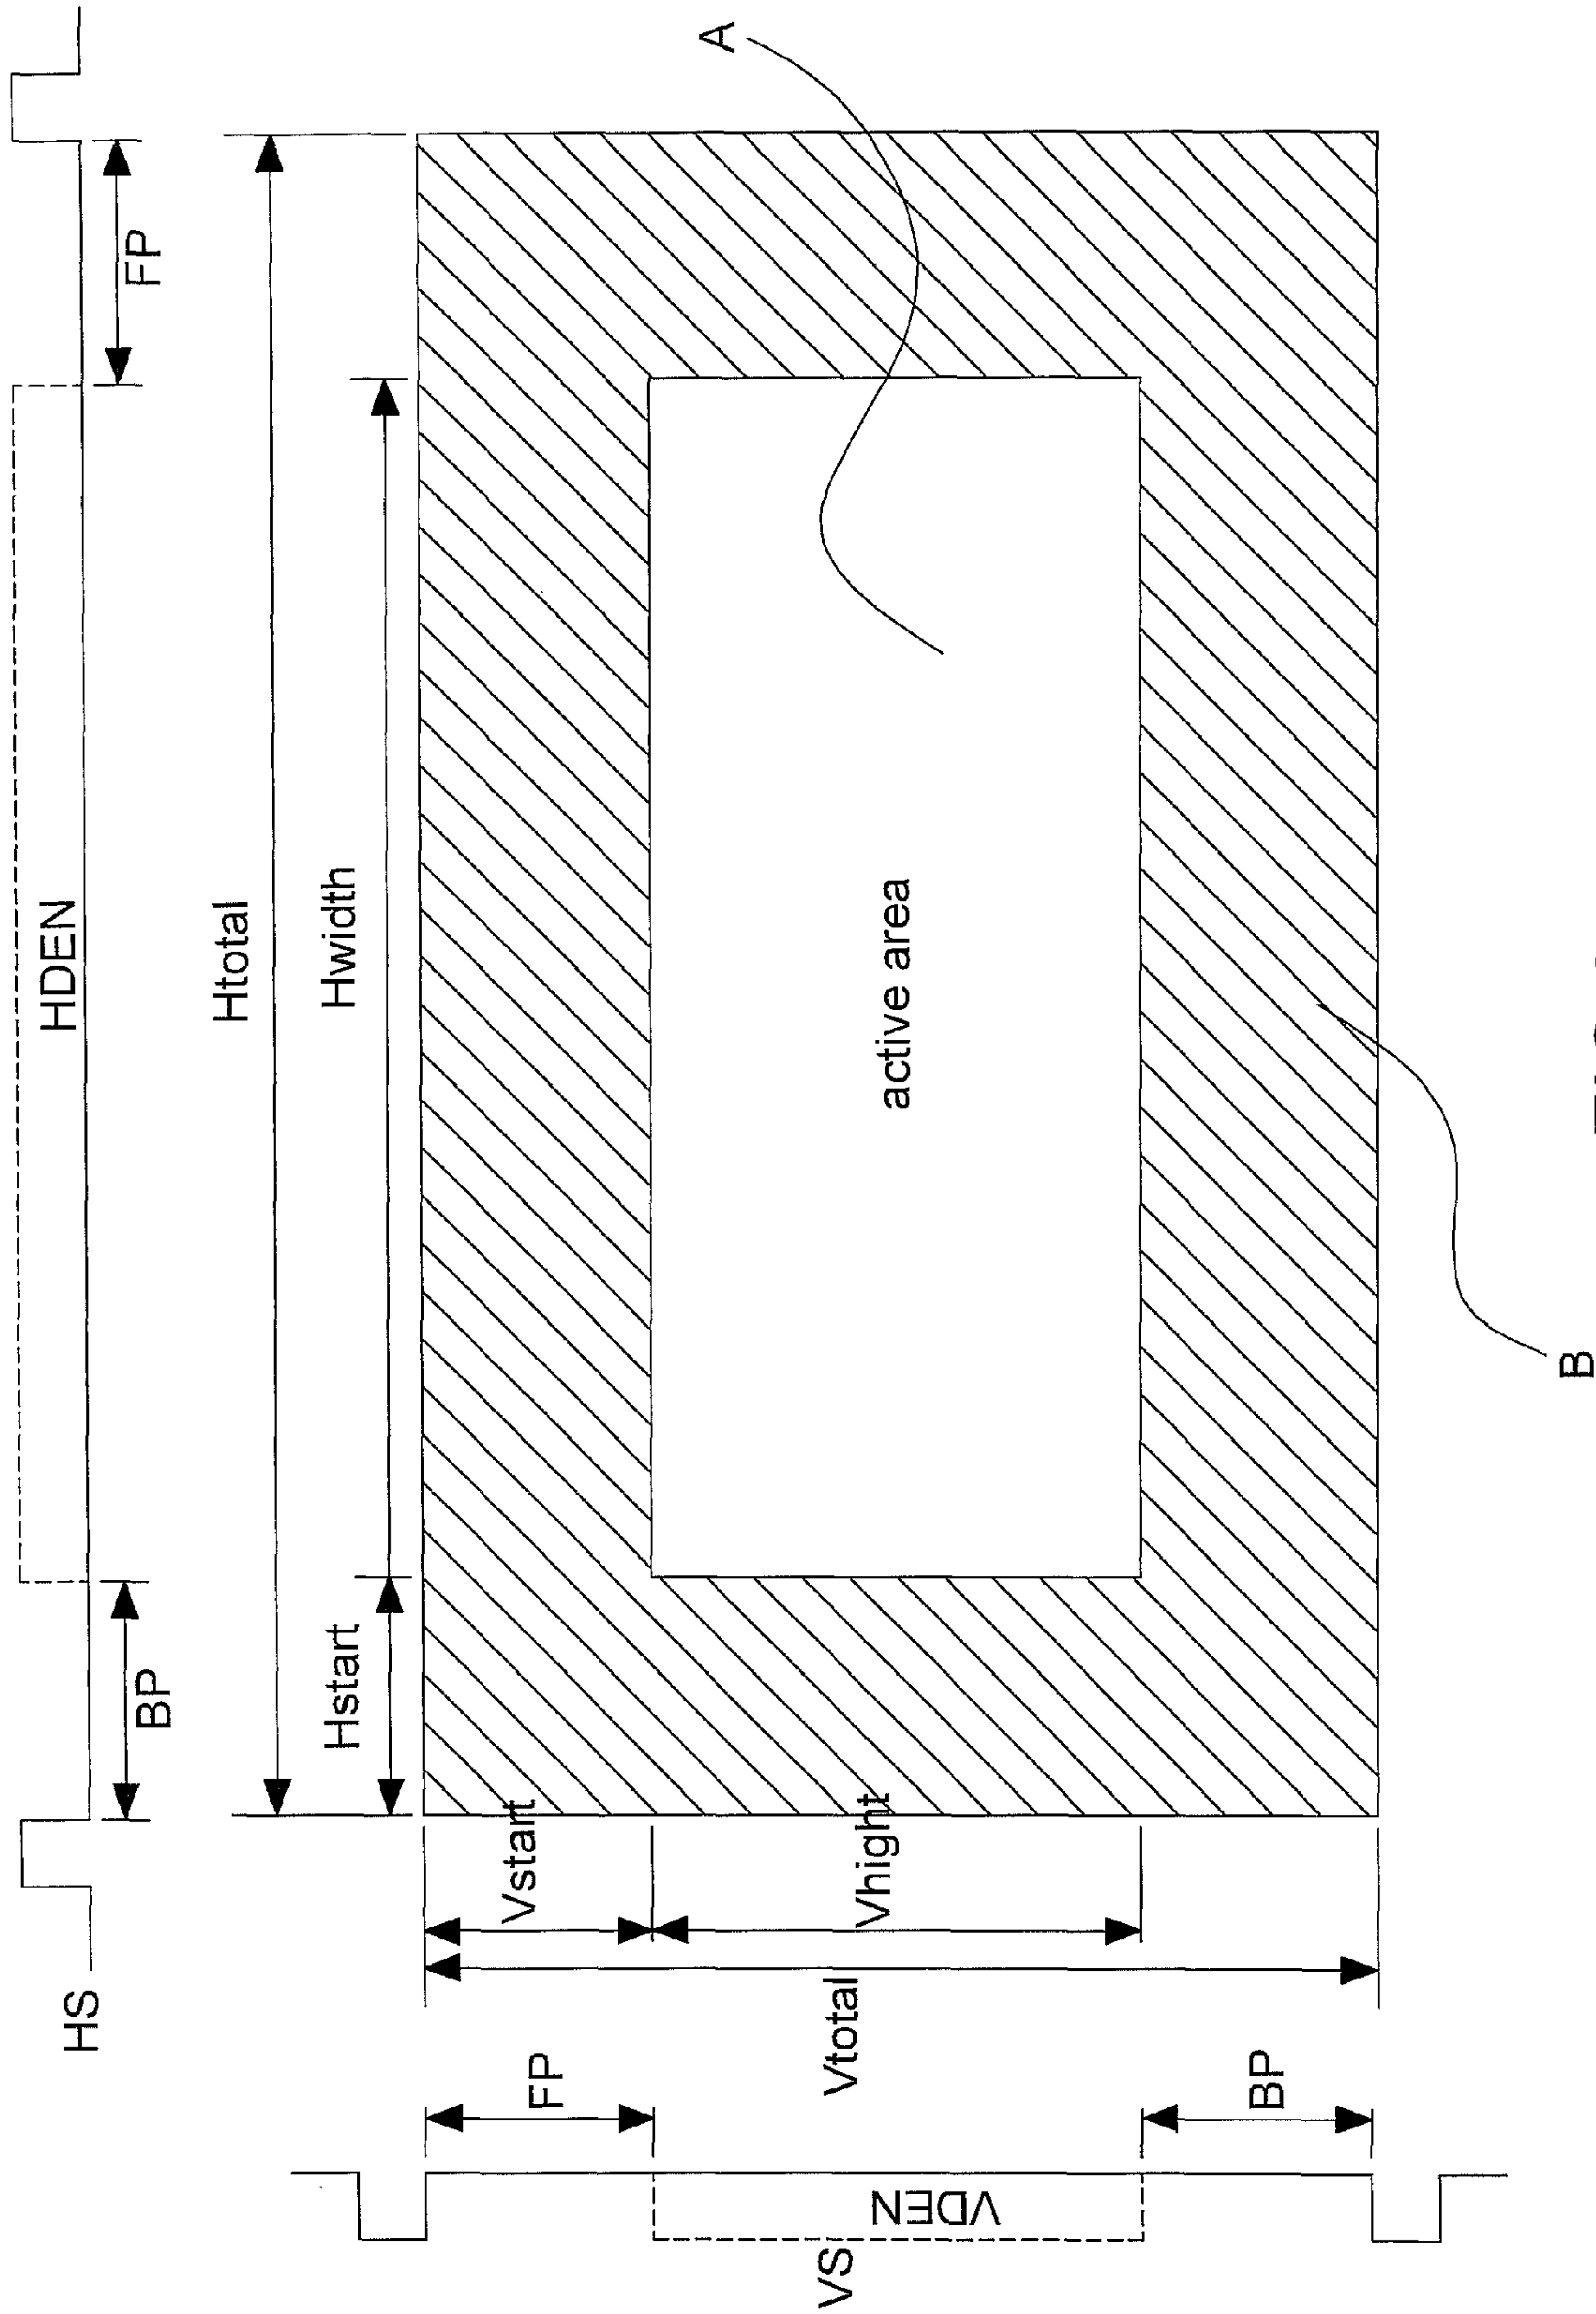 HS
BP
HDEN
FP
Htotal
Hstart
Hwidth
A
VS
VDEN
FP
BP
Vtotal
Vstart
Vhight
active area
B